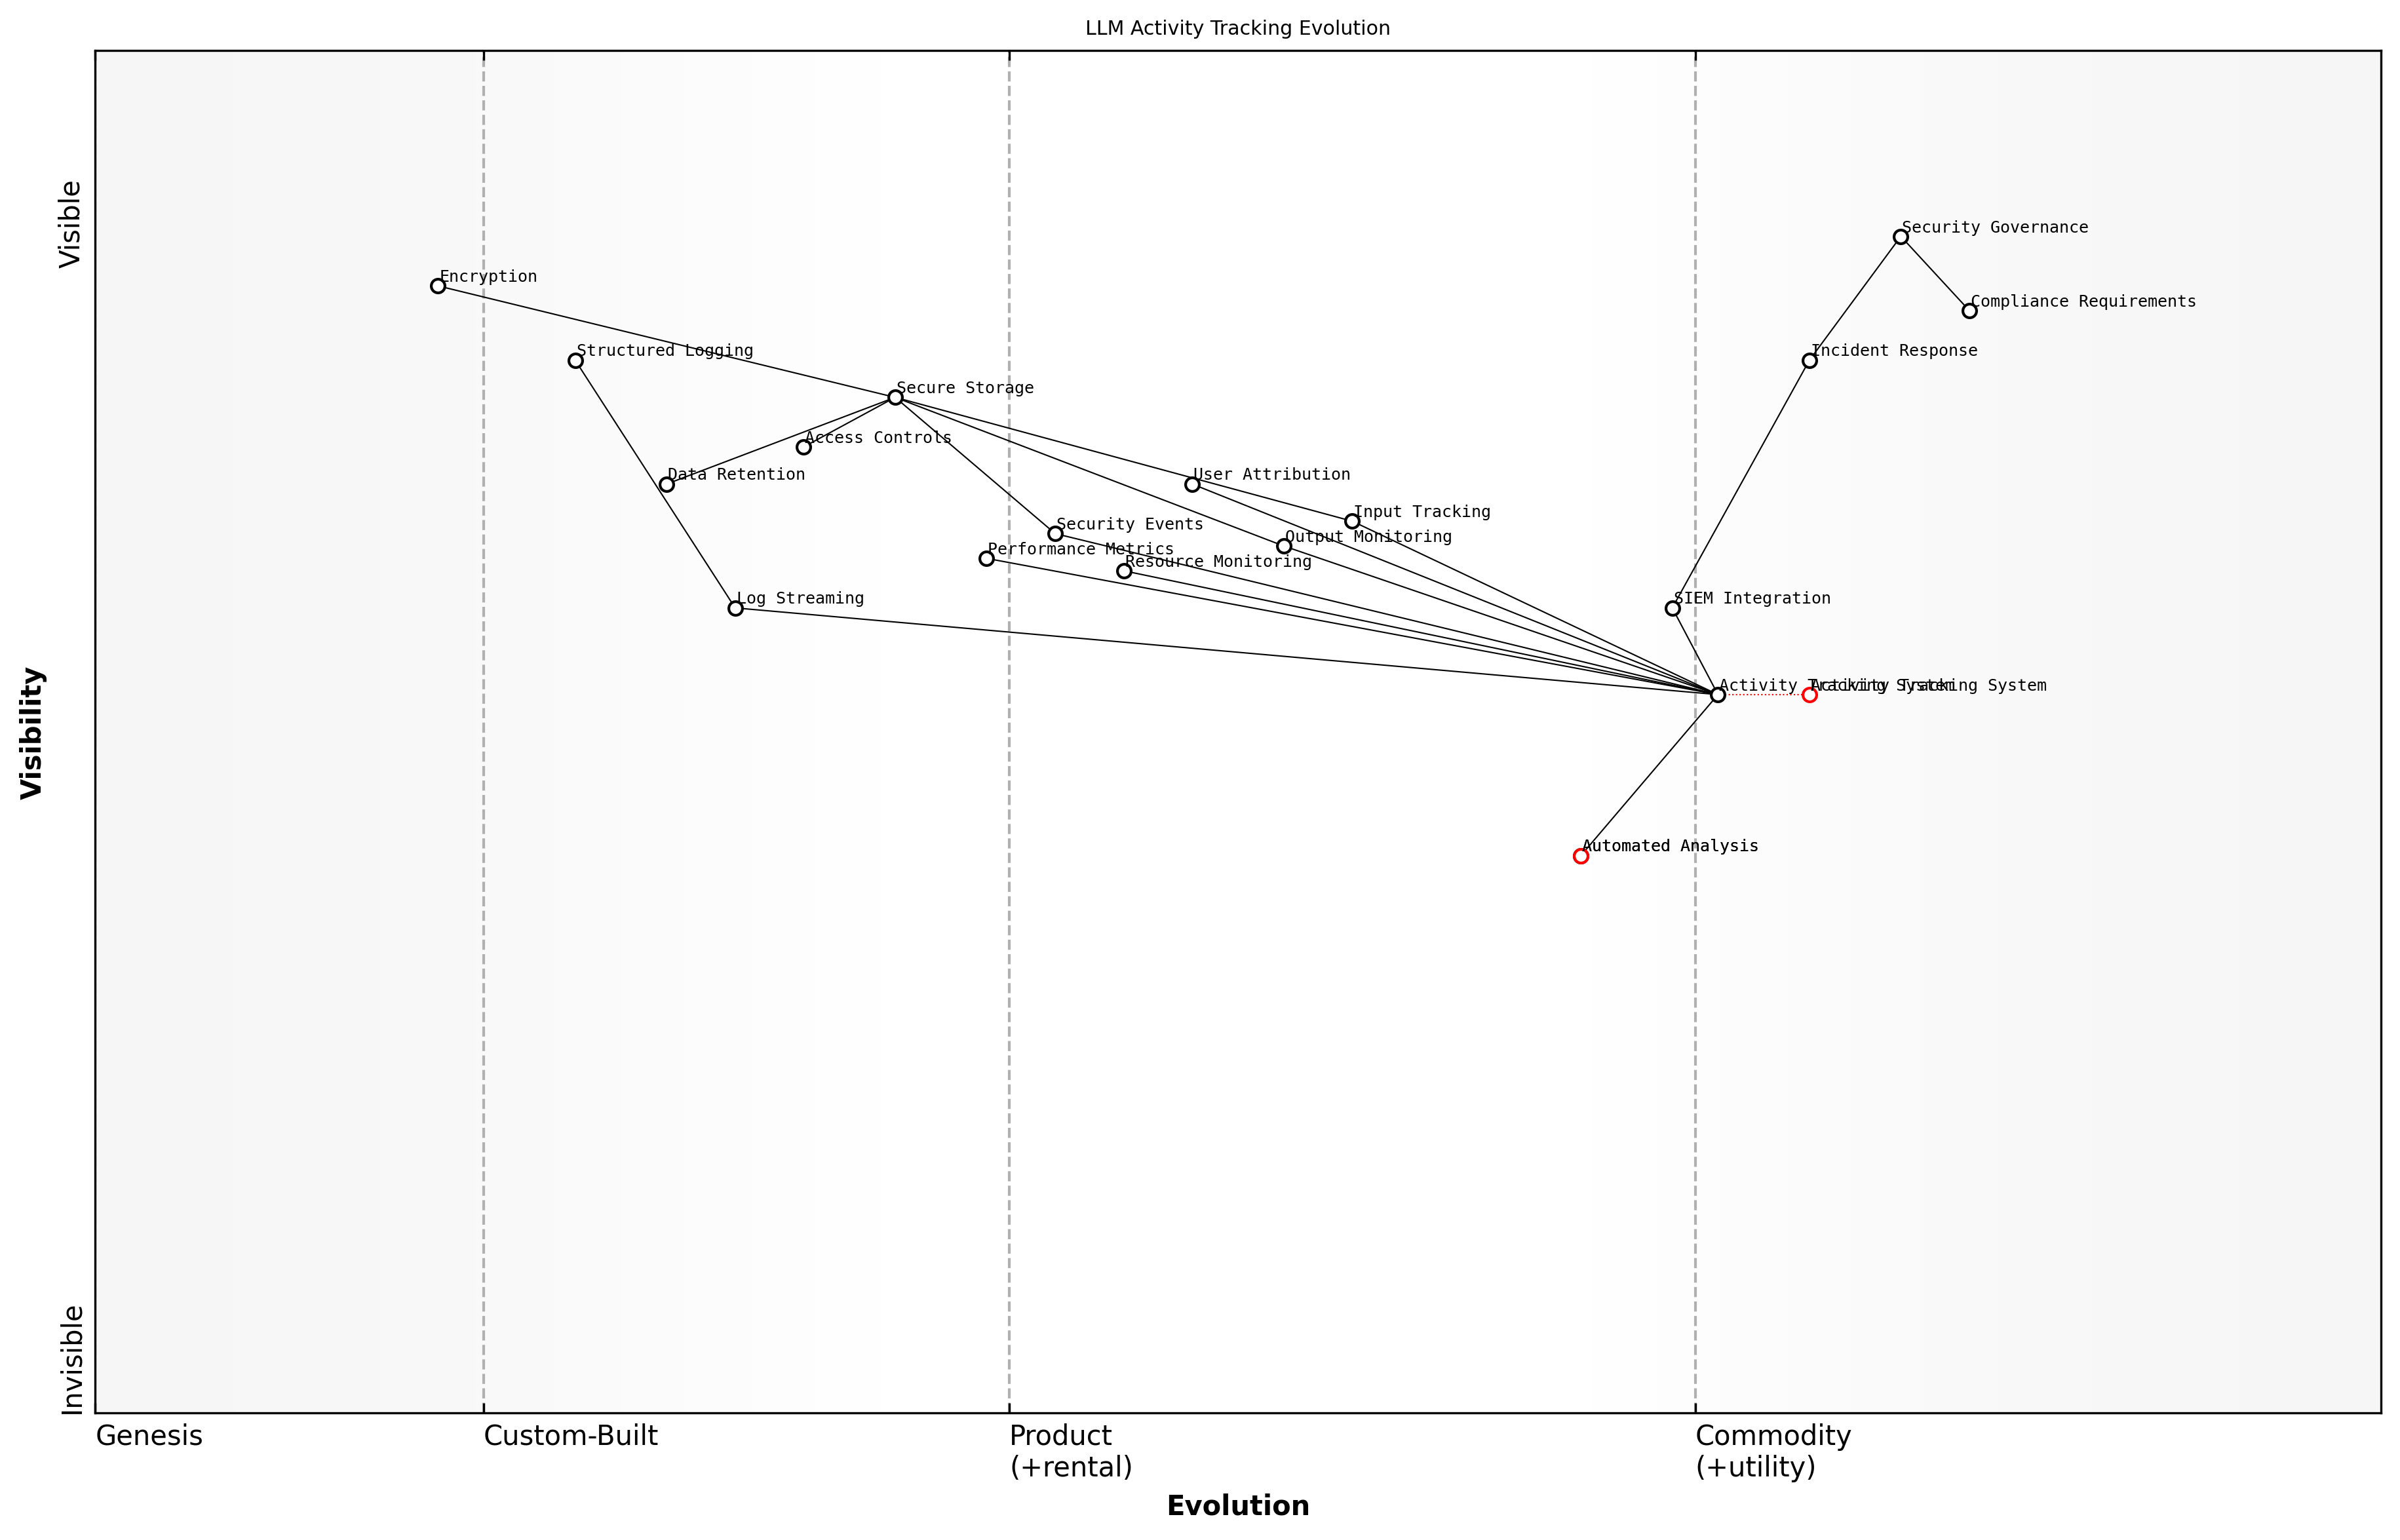 LLM Activity Tracking Evolution
Visible
Security Governance
Encryption
Compliance Requirements
Structured Logging
Incident Response
Secure Storage
Access Controls
Data Retention
User Attribution
Input Tracking
Security Events
Output Monitoring
Performance Metrics
Resource Monitoring
Log Streaming
SIEM Integration
Activity Tracking System
Activity Tracking System
Automated Analysis
Visibility
Invisible
Genesis
Custom-Built
Product
(+rental)
Commodity
(+utility)
Evolution